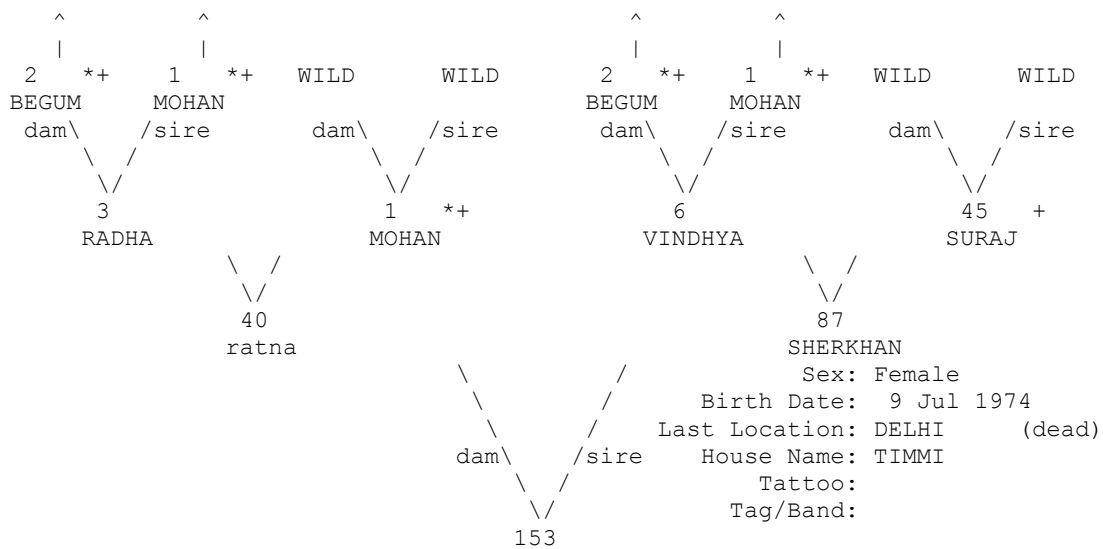 ^ ^ ^ ^
| | | |
2 *+ 1 *+ WILD WILD 2 *+ 1 *+ WILD WILD
BEGUM MOHAN BEGUM MOHAN
dam\ /sire dam\ /sire dam\ /sire dam\ /sire
\ / \ / \ / \ /
\/ \/ \/ \/
3 1 *+ 6 45 +
RADHA MOHAN VINDHYA SURAJ
\ / \ /
\/ \/
40 87
ratna SHERKHAN
\ / Sex: Female
\ / Birth Date: 9 Jul 1974
\ / Last Location: DELHI (dead)
dam\ /sire House Name: TIMMI
\ / Tattoo:
\/ Tag/Band:
153